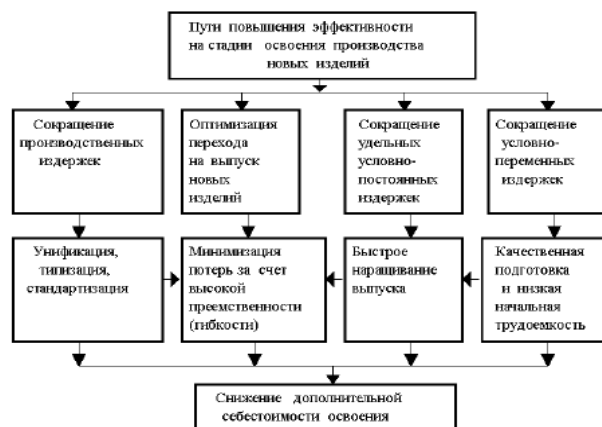 Пути повышения эффективности
на стадии освоения производства
новых изделий
Сокращение
производственных
издержек
Оптимизация
перехода
на выпуск
новых
изделий
Сокращение
удельных
условно-
постоянных
издержек
Сокращение
условно-
переменных
издержек
Унификация,
типизация,
стандартизация
Минимизация
потерь за счет
высокой
преемственности
(гибкости)
Быстрое
наращивание
выпуска
Качественная
подготовка
и низкая
начальная
трудоемкость
Снижение дополнительной
себестоимости освоения